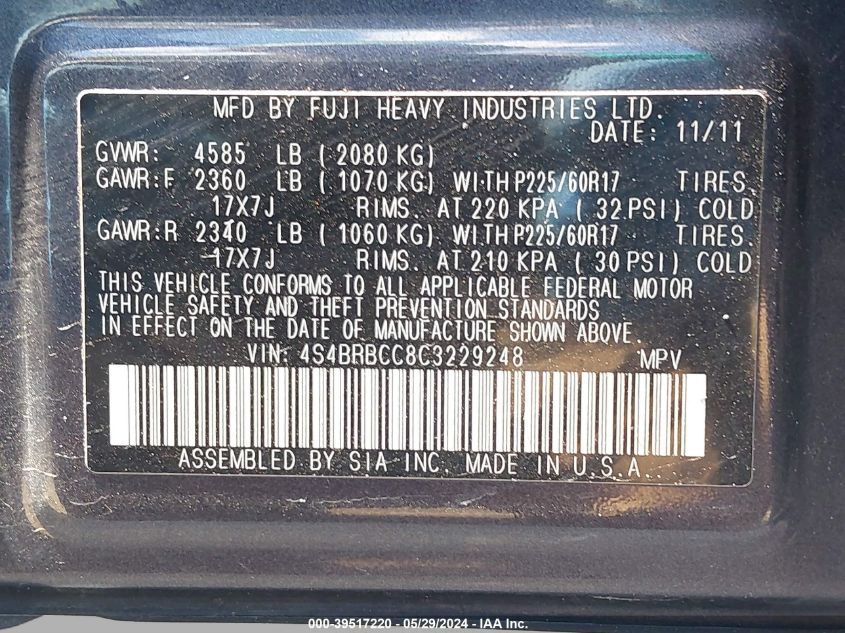 MFD BY FUJI HEAVY INDUSTRIES LTD.
DATE: 11/11
GVWR: 4585 LB ( 2080 KG)
GAWR:F 2360 LB ( 1070 KG) WITH P225/60R17 TIRES,
17X7J RIMS. AT 220 KPA ( 32 PSI) COLD
GAWR:R 2340 LB ( 1060 KG) WITH P225/60R17 TIRES.
17X7J RIMS. AT 210 KPA ( 30 PSI) COLD
THIS VEHICLE CONFORMS TO ALL APPLICABLE FEDERAL MOTOR
VEHICLE SAFETY AND THEFT PREVENTION STANDARDS
IN EFFECT ON THE DATE OF MANUFACTURE SHOWN ABOVE.
VIN: 4S4BRBCC8C3229248 MPV
ASSEMBLED BY SIA INC. MADE IN U.S.A.
000-39517220 - 05/29/2024 - IAA Inc.